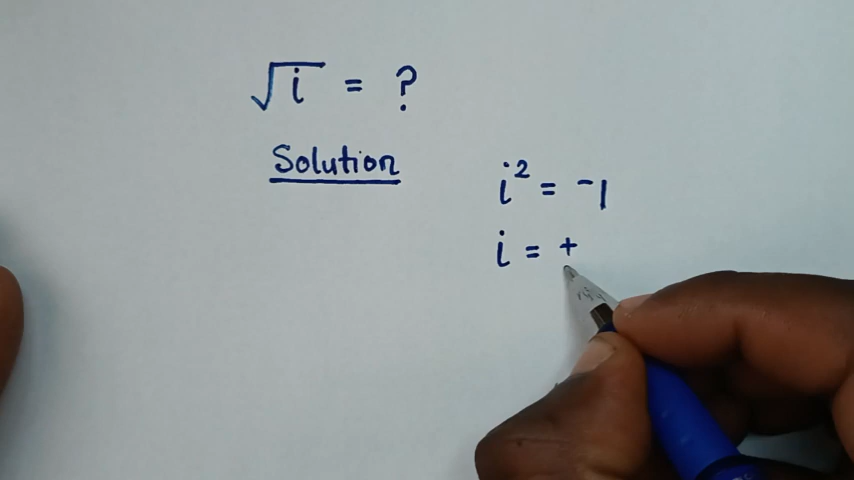 √i = ?
Solution
i² = -1
i = +